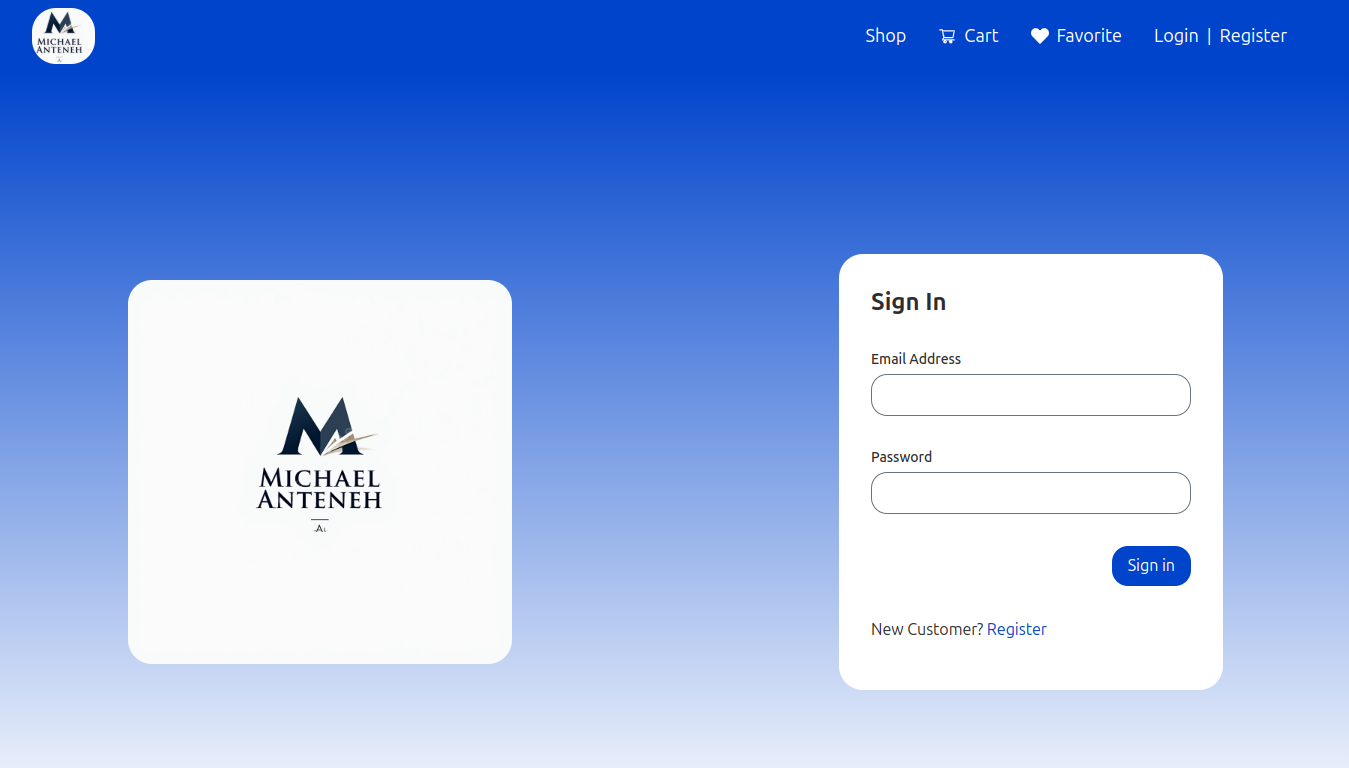 MICHAEL
ANTENEH
Shop Cart Favorite Login | Register
MICHAEL
ANTENEH
Sign In
Email Address
Password
Sign in
New Customer? Register